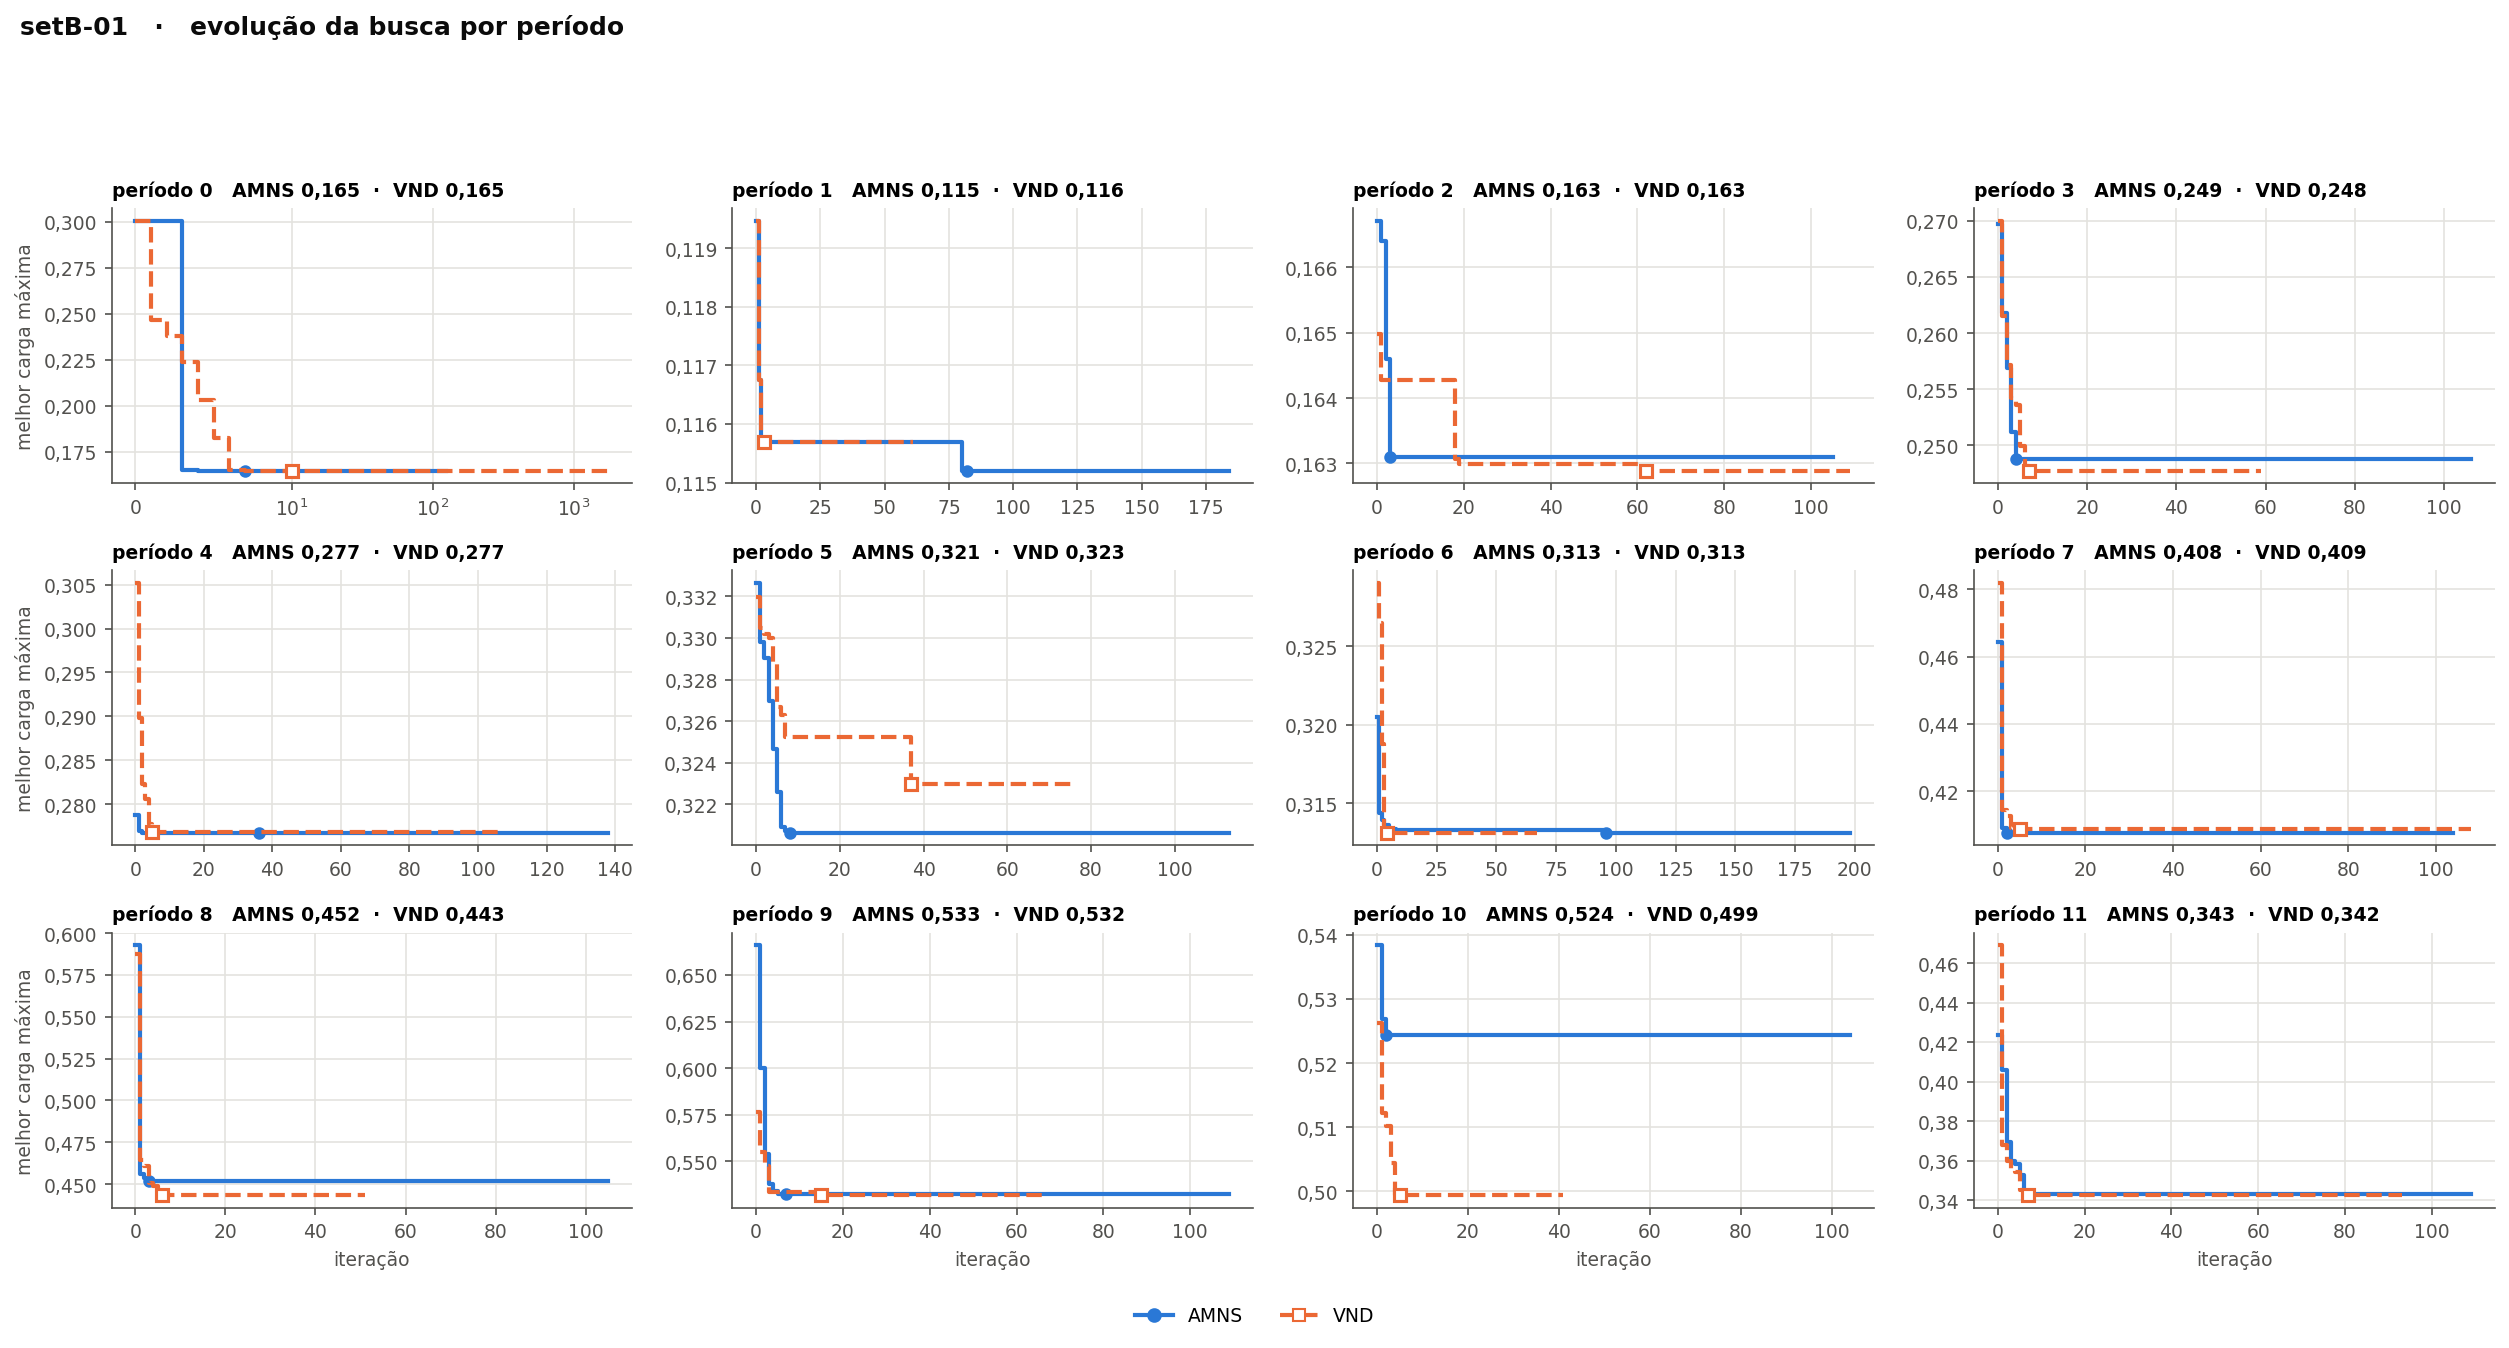 setB-01 · evolução da busca por período
período 0 AMNS 0,165 · VND 0,165
período 1 AMNS 0,115 · VND 0,116
período 2 AMNS 0,163 · VND 0,163
período 3 AMNS 0,249 · VND 0,248
melhor carga máxima
0,300
0,275
0,250
0,225
0,200
0,175
0 10¹ 10² 10³
0,119
0,118
0,117
0,116
0,115
0 25 50 75 100 125 150 175
0,166
0,165
0,164
0,163
0 20 40 60 80 100
0,270
0,265
0,260
0,255
0,250
0 20 40 60 80 100
período 4 AMNS 0,277 · VND 0,277
período 5 AMNS 0,321 · VND 0,323
período 6 AMNS 0,313 · VND 0,313
período 7 AMNS 0,408 · VND 0,409
melhor carga máxima
0,305
0,300
0,295
0,290
0,285
0,280
0 20 40 60 80 100 120 140
0,332
0,330
0,328
0,326
0,324
0,322
0 20 40 60 80 100
0,325
0,320
0,315
0 25 50 75 100 125 150 175 200
0,48
0,46
0,44
0,42
0 20 40 60 80 100
período 8 AMNS 0,452 · VND 0,443
período 9 AMNS 0,533 · VND 0,532
período 10 AMNS 0,524 · VND 0,499
período 11 AMNS 0,343 · VND 0,342
melhor carga máxima
0,600
0,575
0,550
0,525
0,500
0,475
0,450
0 20 40 60 80 100
iteração
0,650
0,625
0,600
0,575
0,550
0 20 40 60 80 100
iteração
0,54
0,53
0,52
0,51
0,50
0 20 40 60 80 100
iteração
0,46
0,44
0,42
0,40
0,38
0,36
0,34
0 20 40 60 80 100
iteração
AMNS VND